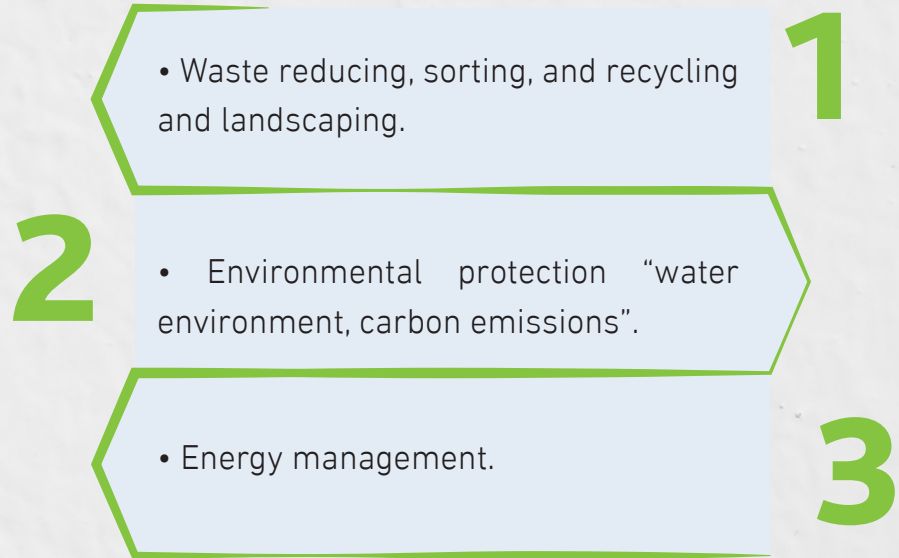 1
• Waste reducing, sorting, and recycling
and landscaping.
2
• Environmental protection “water
environment, carbon emissions”.
3
• Energy management.